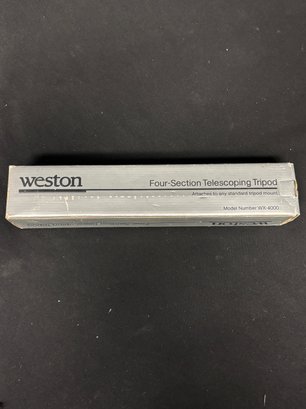 weston
Four-Section Telescoping Tripod
Attaches to any standard tripod mount.
Model Number: WX-4000